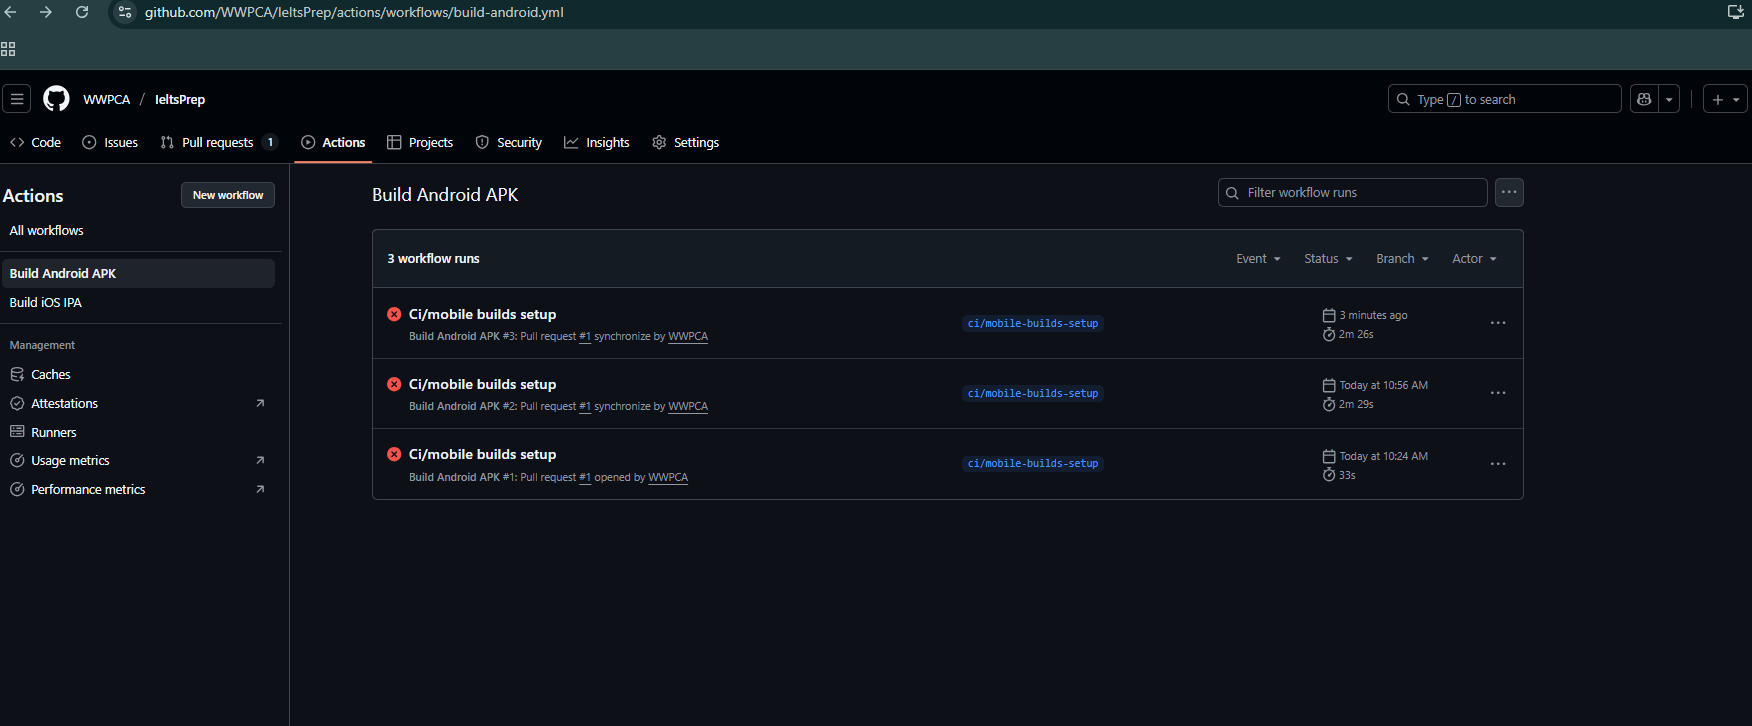 github.com/WWPCA/IeltsPrep/actions/workflows/build-android.yml
WWPCA / IeltsPrep
Type / to search
Code Issues Pull requests 1 Actions Projects Security Insights Settings
Actions
New workflow
All workflows
Build Android APK
Build iOS IPA
Management
Caches
Attestations
Runners
Usage metrics
Performance metrics
Build Android APK
Filter workflow runs
3 workflow runs
Event Status Branch Actor
Ci/mobile builds setup
Build Android APK #3: Pull request #1 synchronize by WWPCA
ci/mobile-builds-setup
3 minutes ago
2m 26s
Ci/mobile builds setup
Build Android APK #2: Pull request #1 synchronize by WWPCA
ci/mobile-builds-setup
Today at 10:56 AM
2m 29s
Ci/mobile builds setup
Build Android APK #1: Pull request #1 opened by WWPCA
ci/mobile-builds-setup
Today at 10:24 AM
33s